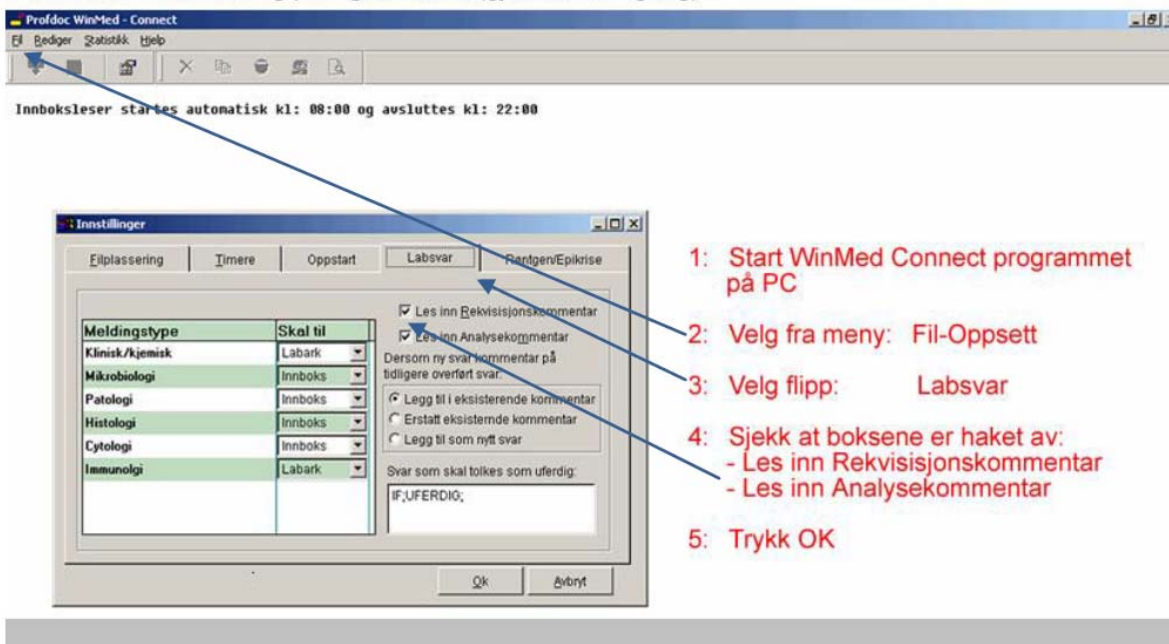 Profdoc WinMed - Connect
Fil Rediger Statistikk Hjelp
Innboksleser startes automatisk kl: 08:00 og avsluttes kl: 22:00
Innstillinger
Filplassering Timere Oppstart Labsvar Røntgen/Epikrise
Meldingstype Skal til
Klinisk/kjemisk Labark
Mikrobiologi Innboks
Patologi Innboks
Histologi Innboks
Cytologi Innboks
Immunolgi Labark
Les inn Rekvisisjonskommentar
Les inn Analysekommentar
Dersom ny svar kommentar på
tidligere overført svar:
Legg til i eksisterende kommentar
Erstatt eksisternde kommentar
Legg til som nytt svar
Svar som skal tolkes som uferdig:
IF;UFERDIG;
Ok Avbryt
1: Start WinMed Connect programmet
på PC
2: Velg fra meny: Fil-Oppsett
3: Velg flipp: Labsvar
4: Sjekk at boksene er haket av:
- Les inn Rekvisisjonskommentar
- Les inn Analysekommentar
5: Trykk OK